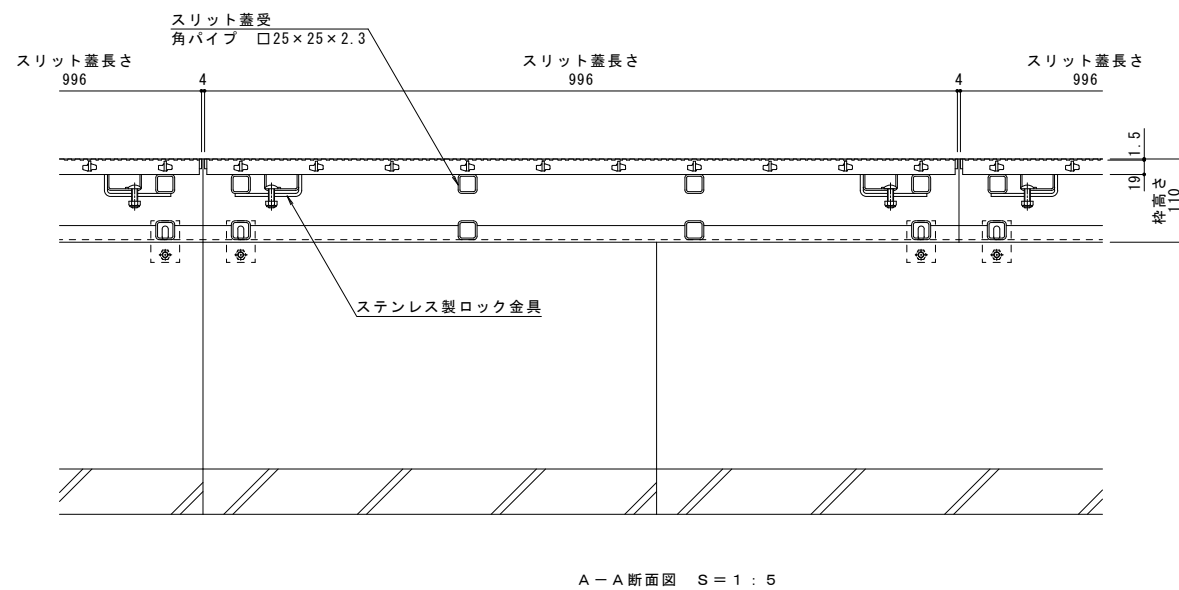 スリット蓋受
角パイプ　□25×25×2.3
スリット蓋長さ
996
4
スリット蓋長さ
996
4
スリット蓋長さ
996
1.5
19
枠高さ
110
ステンレス製ロック金具
A－A断面図　S＝1：5